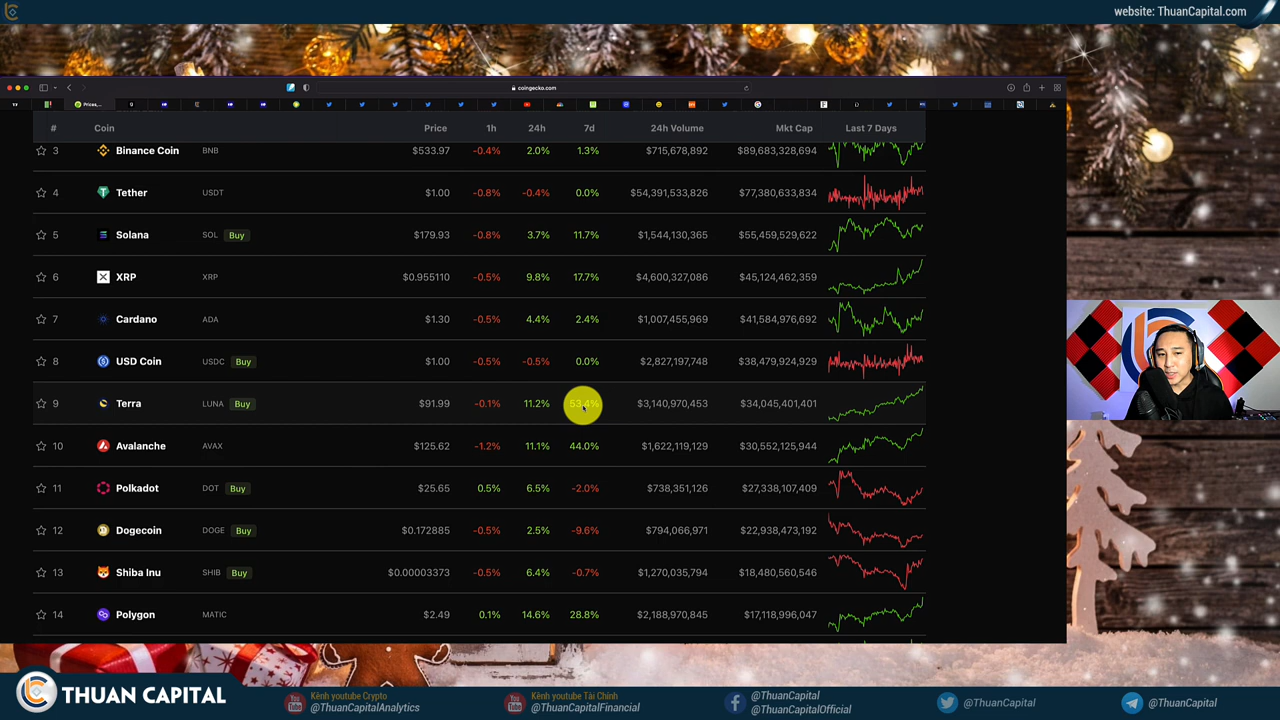 website: ThuanCapital.com
coingecko.com
Prices,...
# Coin Price 1h 24h 7d 24h Volume Mkt Cap Last 7 Days
3 Binance Coin BNB $533.97 -0.4% 2.0% 1.3% $715,678,892 $89,683,328,694
4 Tether USDT $1.00 -0.8% -0.4% 0.0% $54,391,533,826 $77,380,633,834
5 Solana SOL Buy $179.93 -0.8% 3.7% 11.7% $1,544,130,365 $55,459,529,622
6 XRP XRP $0.955110 -0.5% 9.8% 17.7% $4,600,327,086 $45,124,462,359
7 Cardano ADA $1.30 -0.5% 4.4% 2.4% $1,007,455,969 $41,584,976,692
8 USD Coin USDC Buy $1.00 -0.5% -0.5% 0.0% $2,827,197,748 $38,479,924,929
9 Terra LUNA Buy $91.99 -0.1% 11.2% 53.4% $3,140,970,453 $34,045,401,401
10 Avalanche AVAX $125.62 -1.2% 11.1% 44.0% $1,622,119,129 $30,552,125,944
11 Polkadot DOT Buy $25.65 0.5% 6.5% -2.0% $738,351,126 $27,338,107,409
12 Dogecoin DOGE Buy $0.172885 -0.5% 2.5% -9.6% $794,066,971 $22,938,473,192
13 Shiba Inu SHIB Buy $0.00003373 -0.5% 6.4% -0.7% $1,270,035,794 $18,480,560,546
14 Polygon MATIC $2.49 0.1% 14.6% 28.8% $2,188,970,845 $17,118,996,047
THUAN CAPITAL
Kênh youtube Crypto
@ThuanCapitalAnalytics
Kênh youtube Tài Chính
@ThuanCapitalFinancial
@ThuanCapital
@ThuanCapitalOfficial
@ThuanCapital
@ThuanCapital